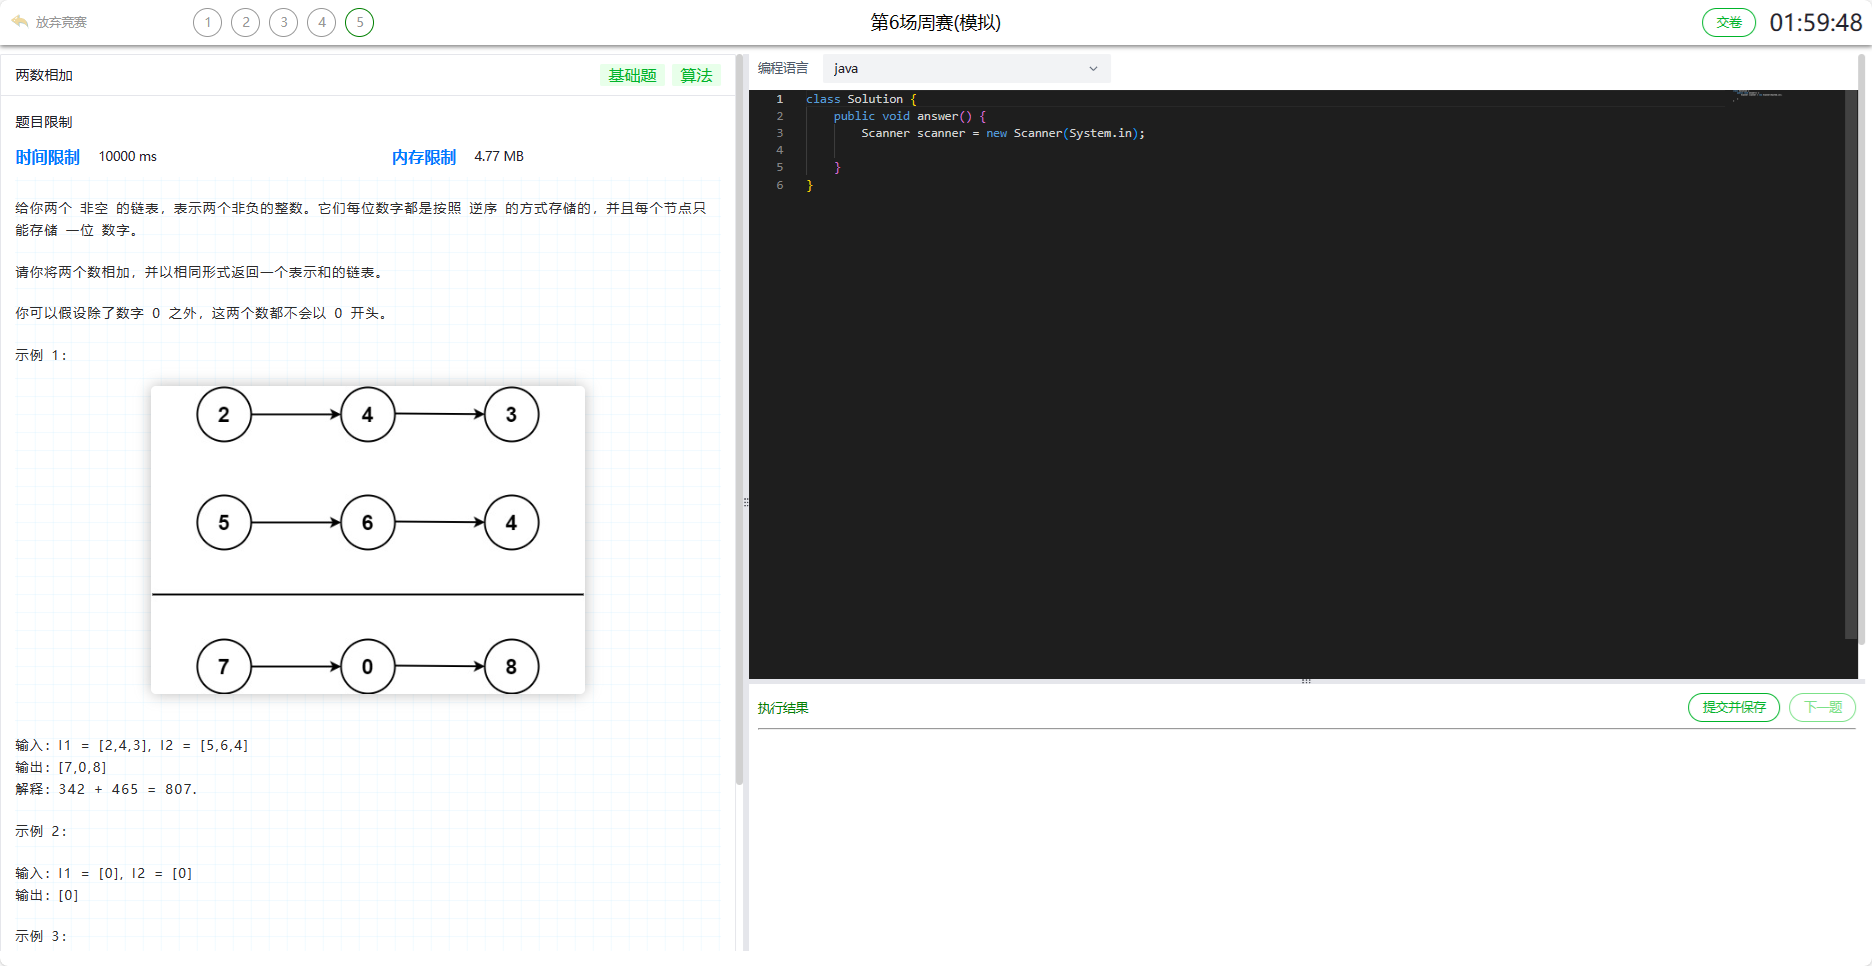 放弃竞赛
1
2
3
4
5
第6场周赛(模拟)
交卷
01:59:48
两数相加
基础题
算法
题目限制
时间限制 10000 ms
内存限制 4.77 MB
给你两个 非空 的链表，表示两个非负的整数。它们每位数字都是按照 逆序 的方式存储的，并且每个节点只
能存储 一位 数字。
请你将两个数相加，并以相同形式返回一个表示和的链表。
你可以假设除了数字 0 之外，这两个数都不会以 0 开头。
示例 1：
2 4 3
5 6 4
7 0 8
输入：l1 = [2,4,3], l2 = [5,6,4]
输出：[7,0,8]
解释：342 + 465 = 807.
示例 2：
输入：l1 = [0], l2 = [0]
输出：[0]
示例 3：
编程语言
java
1 class Solution {
2 public void answer() {
3 Scanner scanner = new Scanner(System.in);
4
5 }
6 }
执行结果
提交并保存
下一题